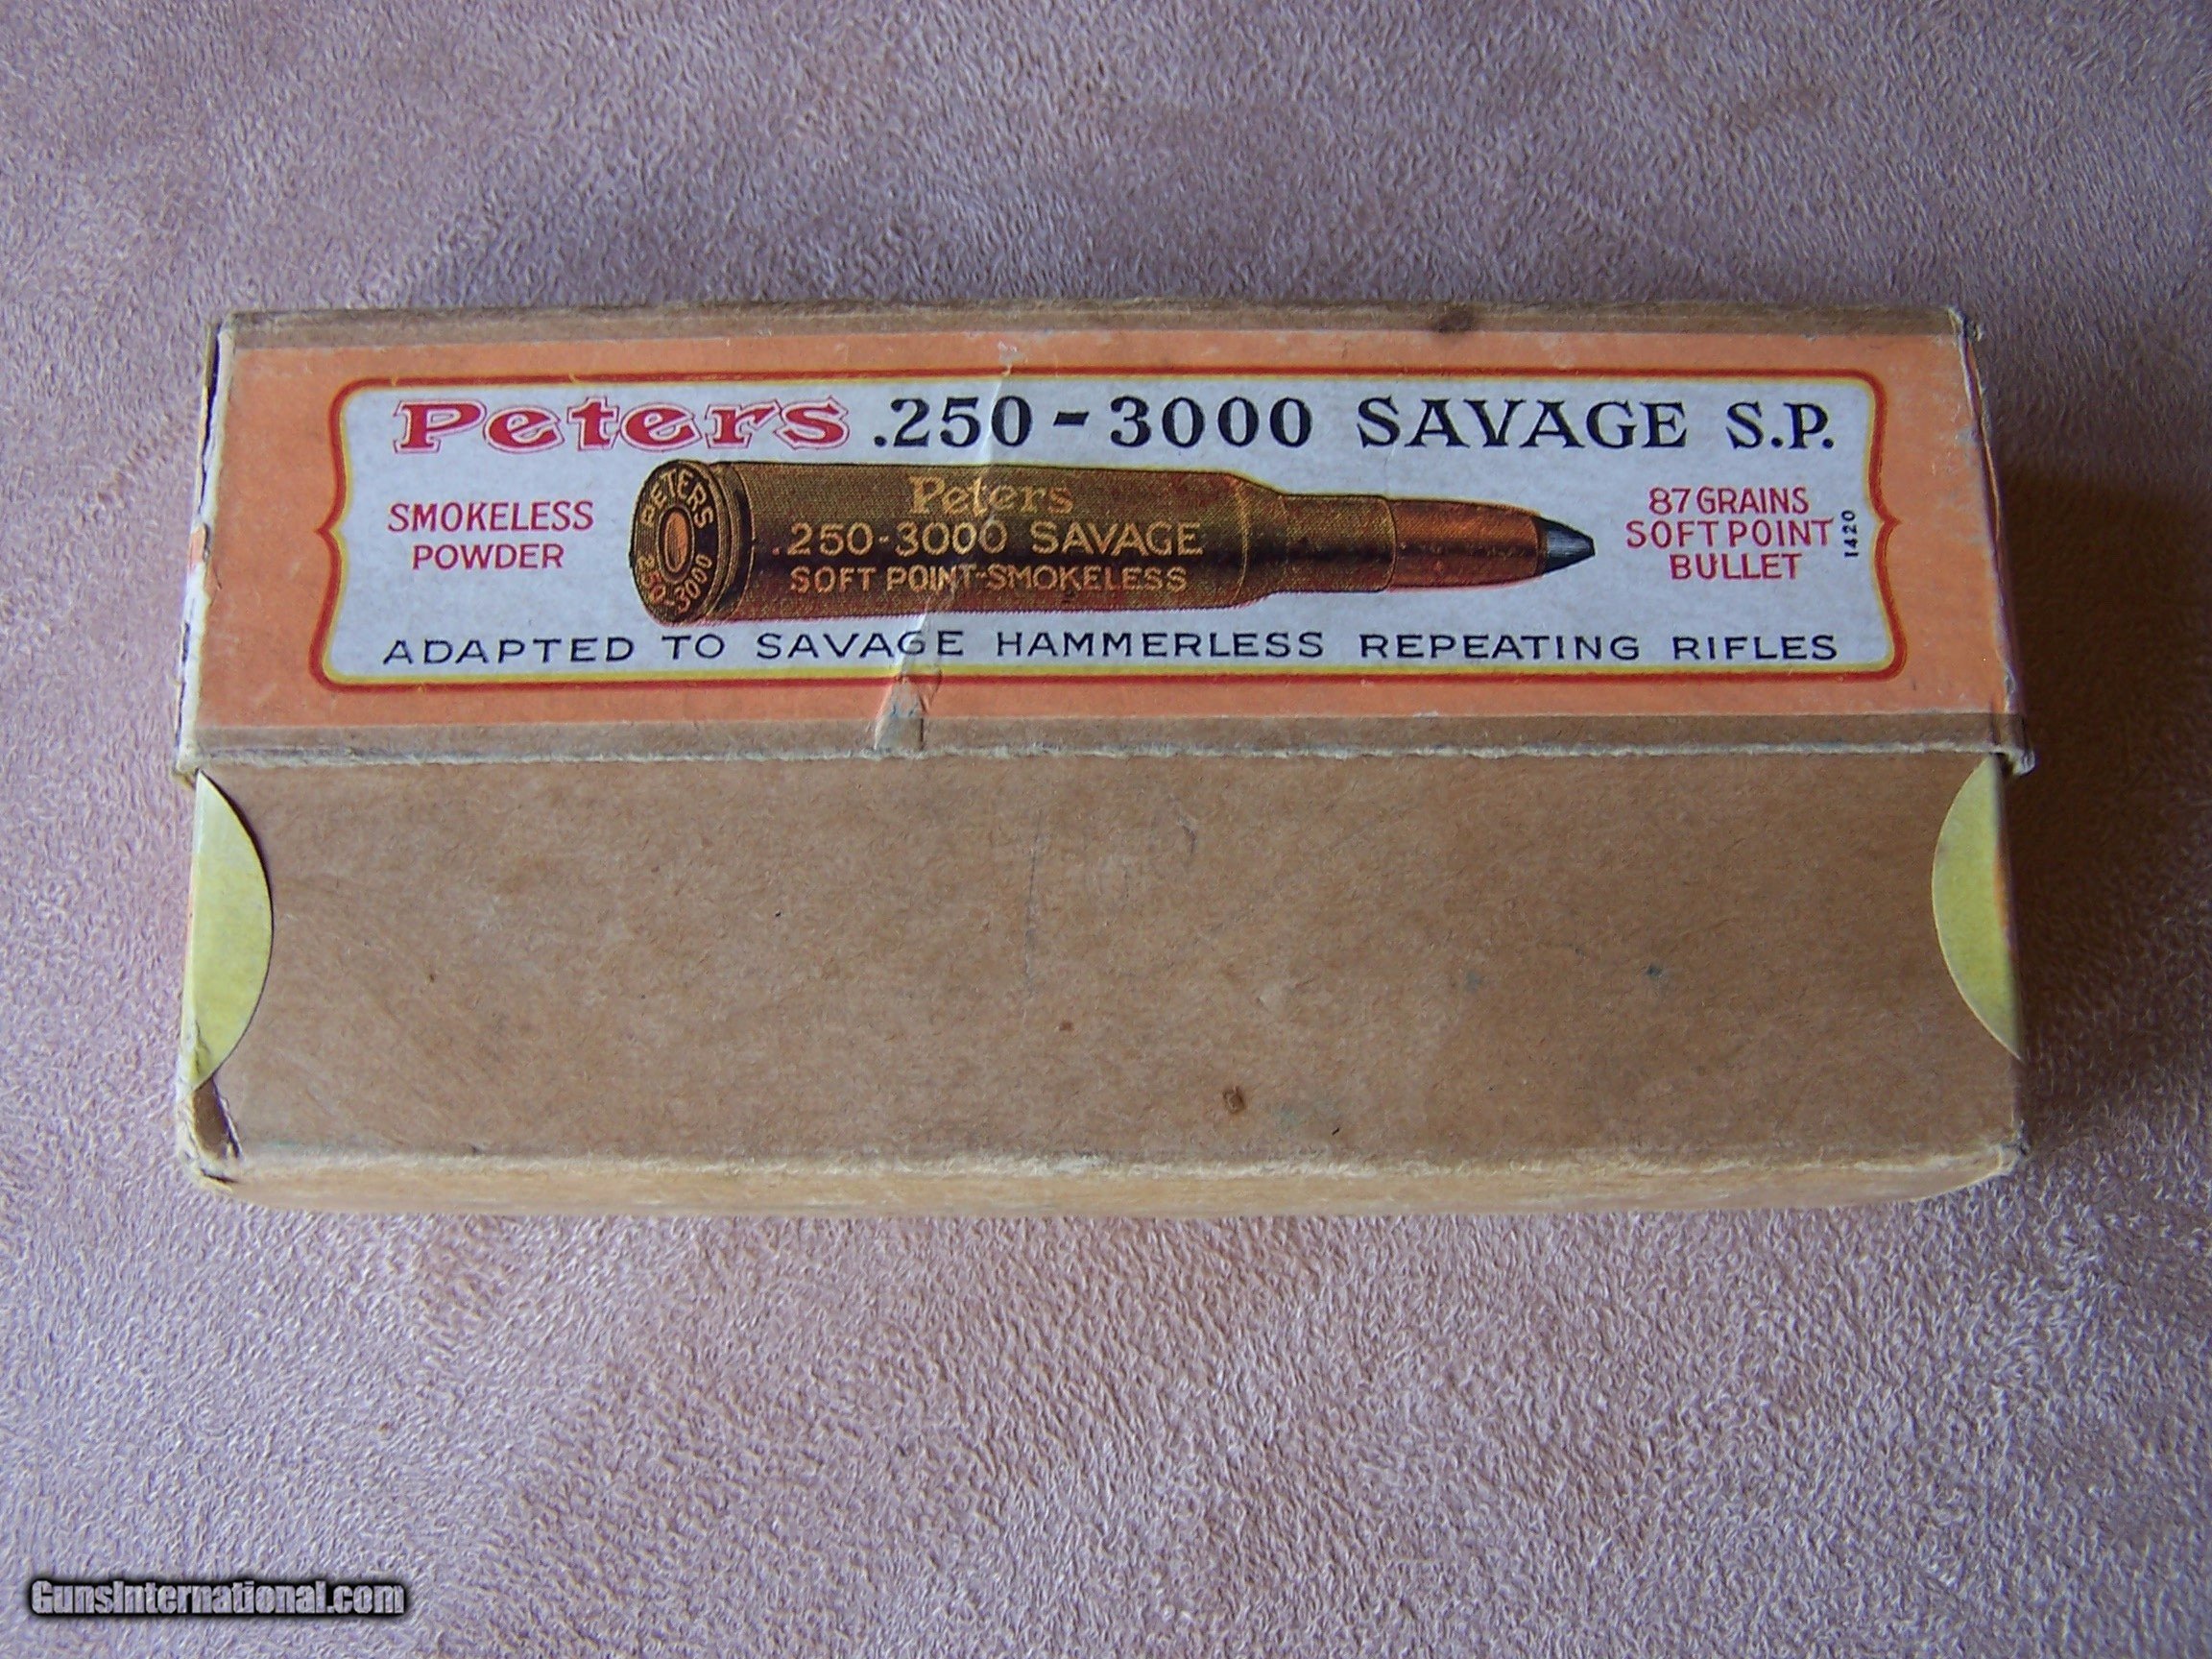 Peters .250-3000 SAVAGE S.P.
SMOKELESS
POWDER
PETERS
250-3000
Peters
.250-3000 SAVAGE
SOFT POINT-SMOKELESS
87 GRAINS
SOFT POINT
BULLET
1420
ADAPTED TO SAVAGE HAMMERLESS REPEATING RIFLES
GunsInternational.com